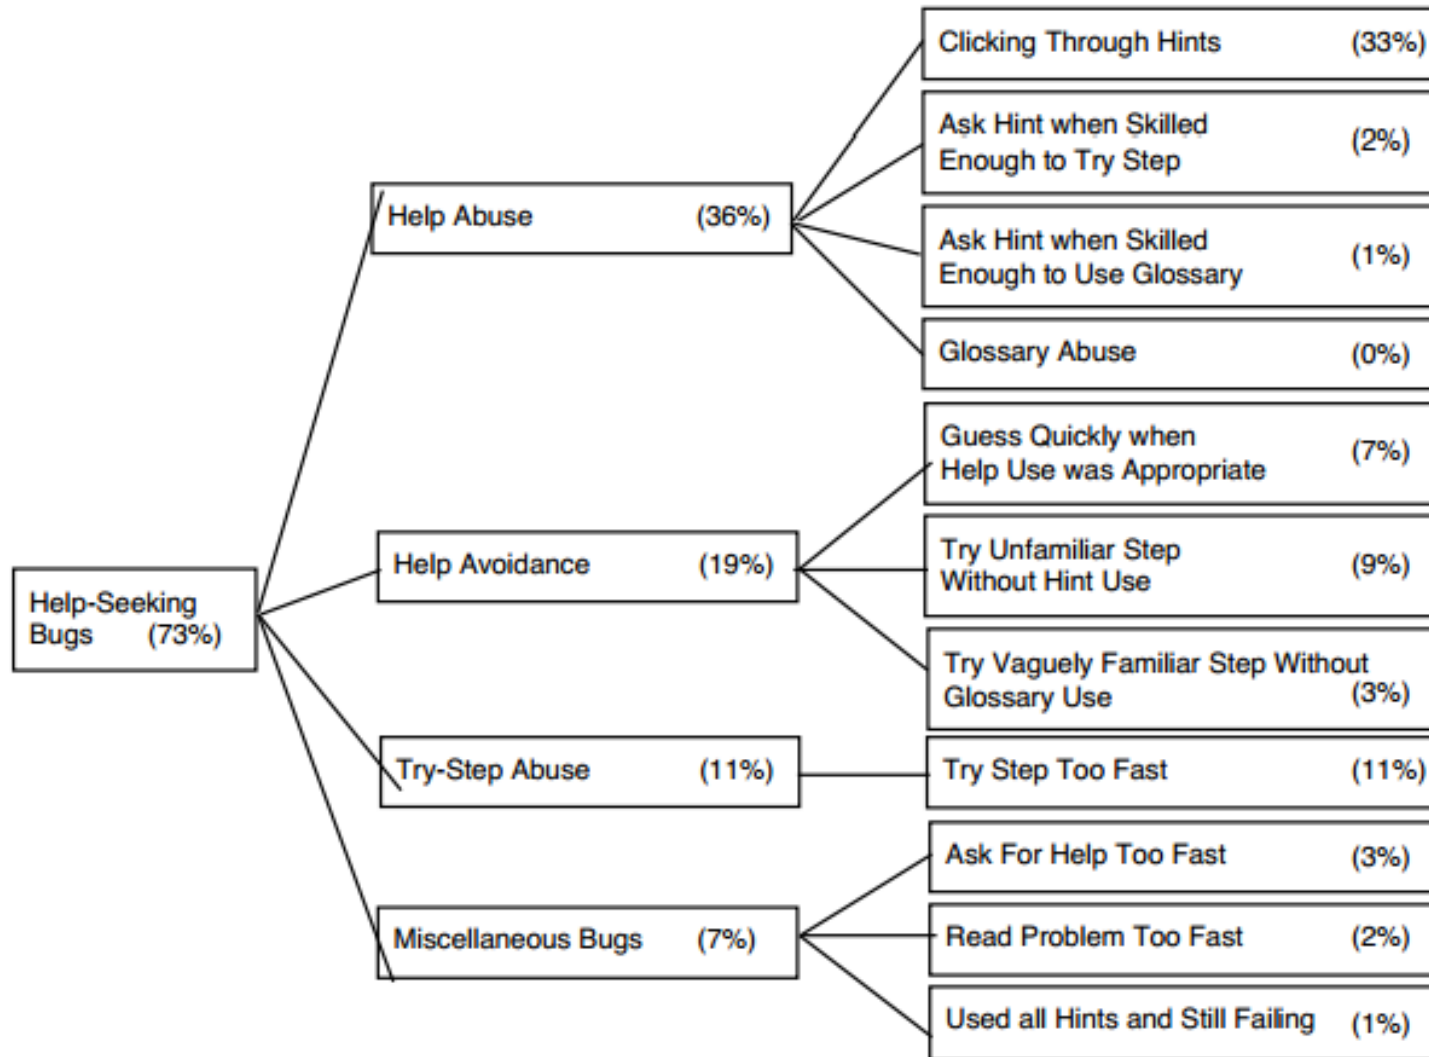 Clicking Through Hints (33%)
Ask Hint when Skilled
Enough to Try Step (2%)
Help Abuse (36%)
Ask Hint when Skilled
Enough to Use Glossary (1%)
Glossary Abuse (0%)
Guess Quickly when
Help Use was Appropriate (7%)
Help Avoidance (19%)
Try Unfamiliar Step
Without Hint Use (9%)
Help-Seeking
Bugs (73%)
Try Vaguely Familiar Step Without
Glossary Use (3%)
Try-Step Abuse (11%)
Try Step Too Fast (11%)
Ask For Help Too Fast (3%)
Miscellaneous Bugs (7%)
Read Problem Too Fast (2%)
Used all Hints and Still Failing (1%)